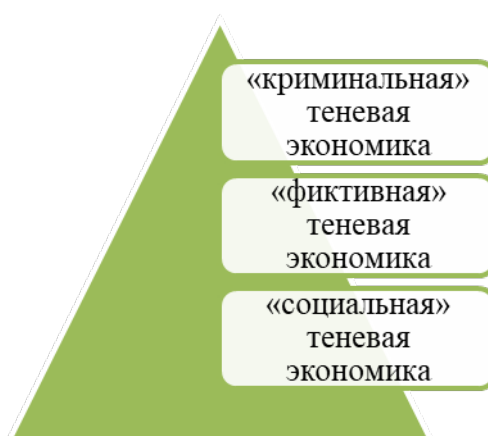 «криминальная»
теневая
экономика
«фиктивная»
теневая
экономика
«социальная»
теневая
экономика